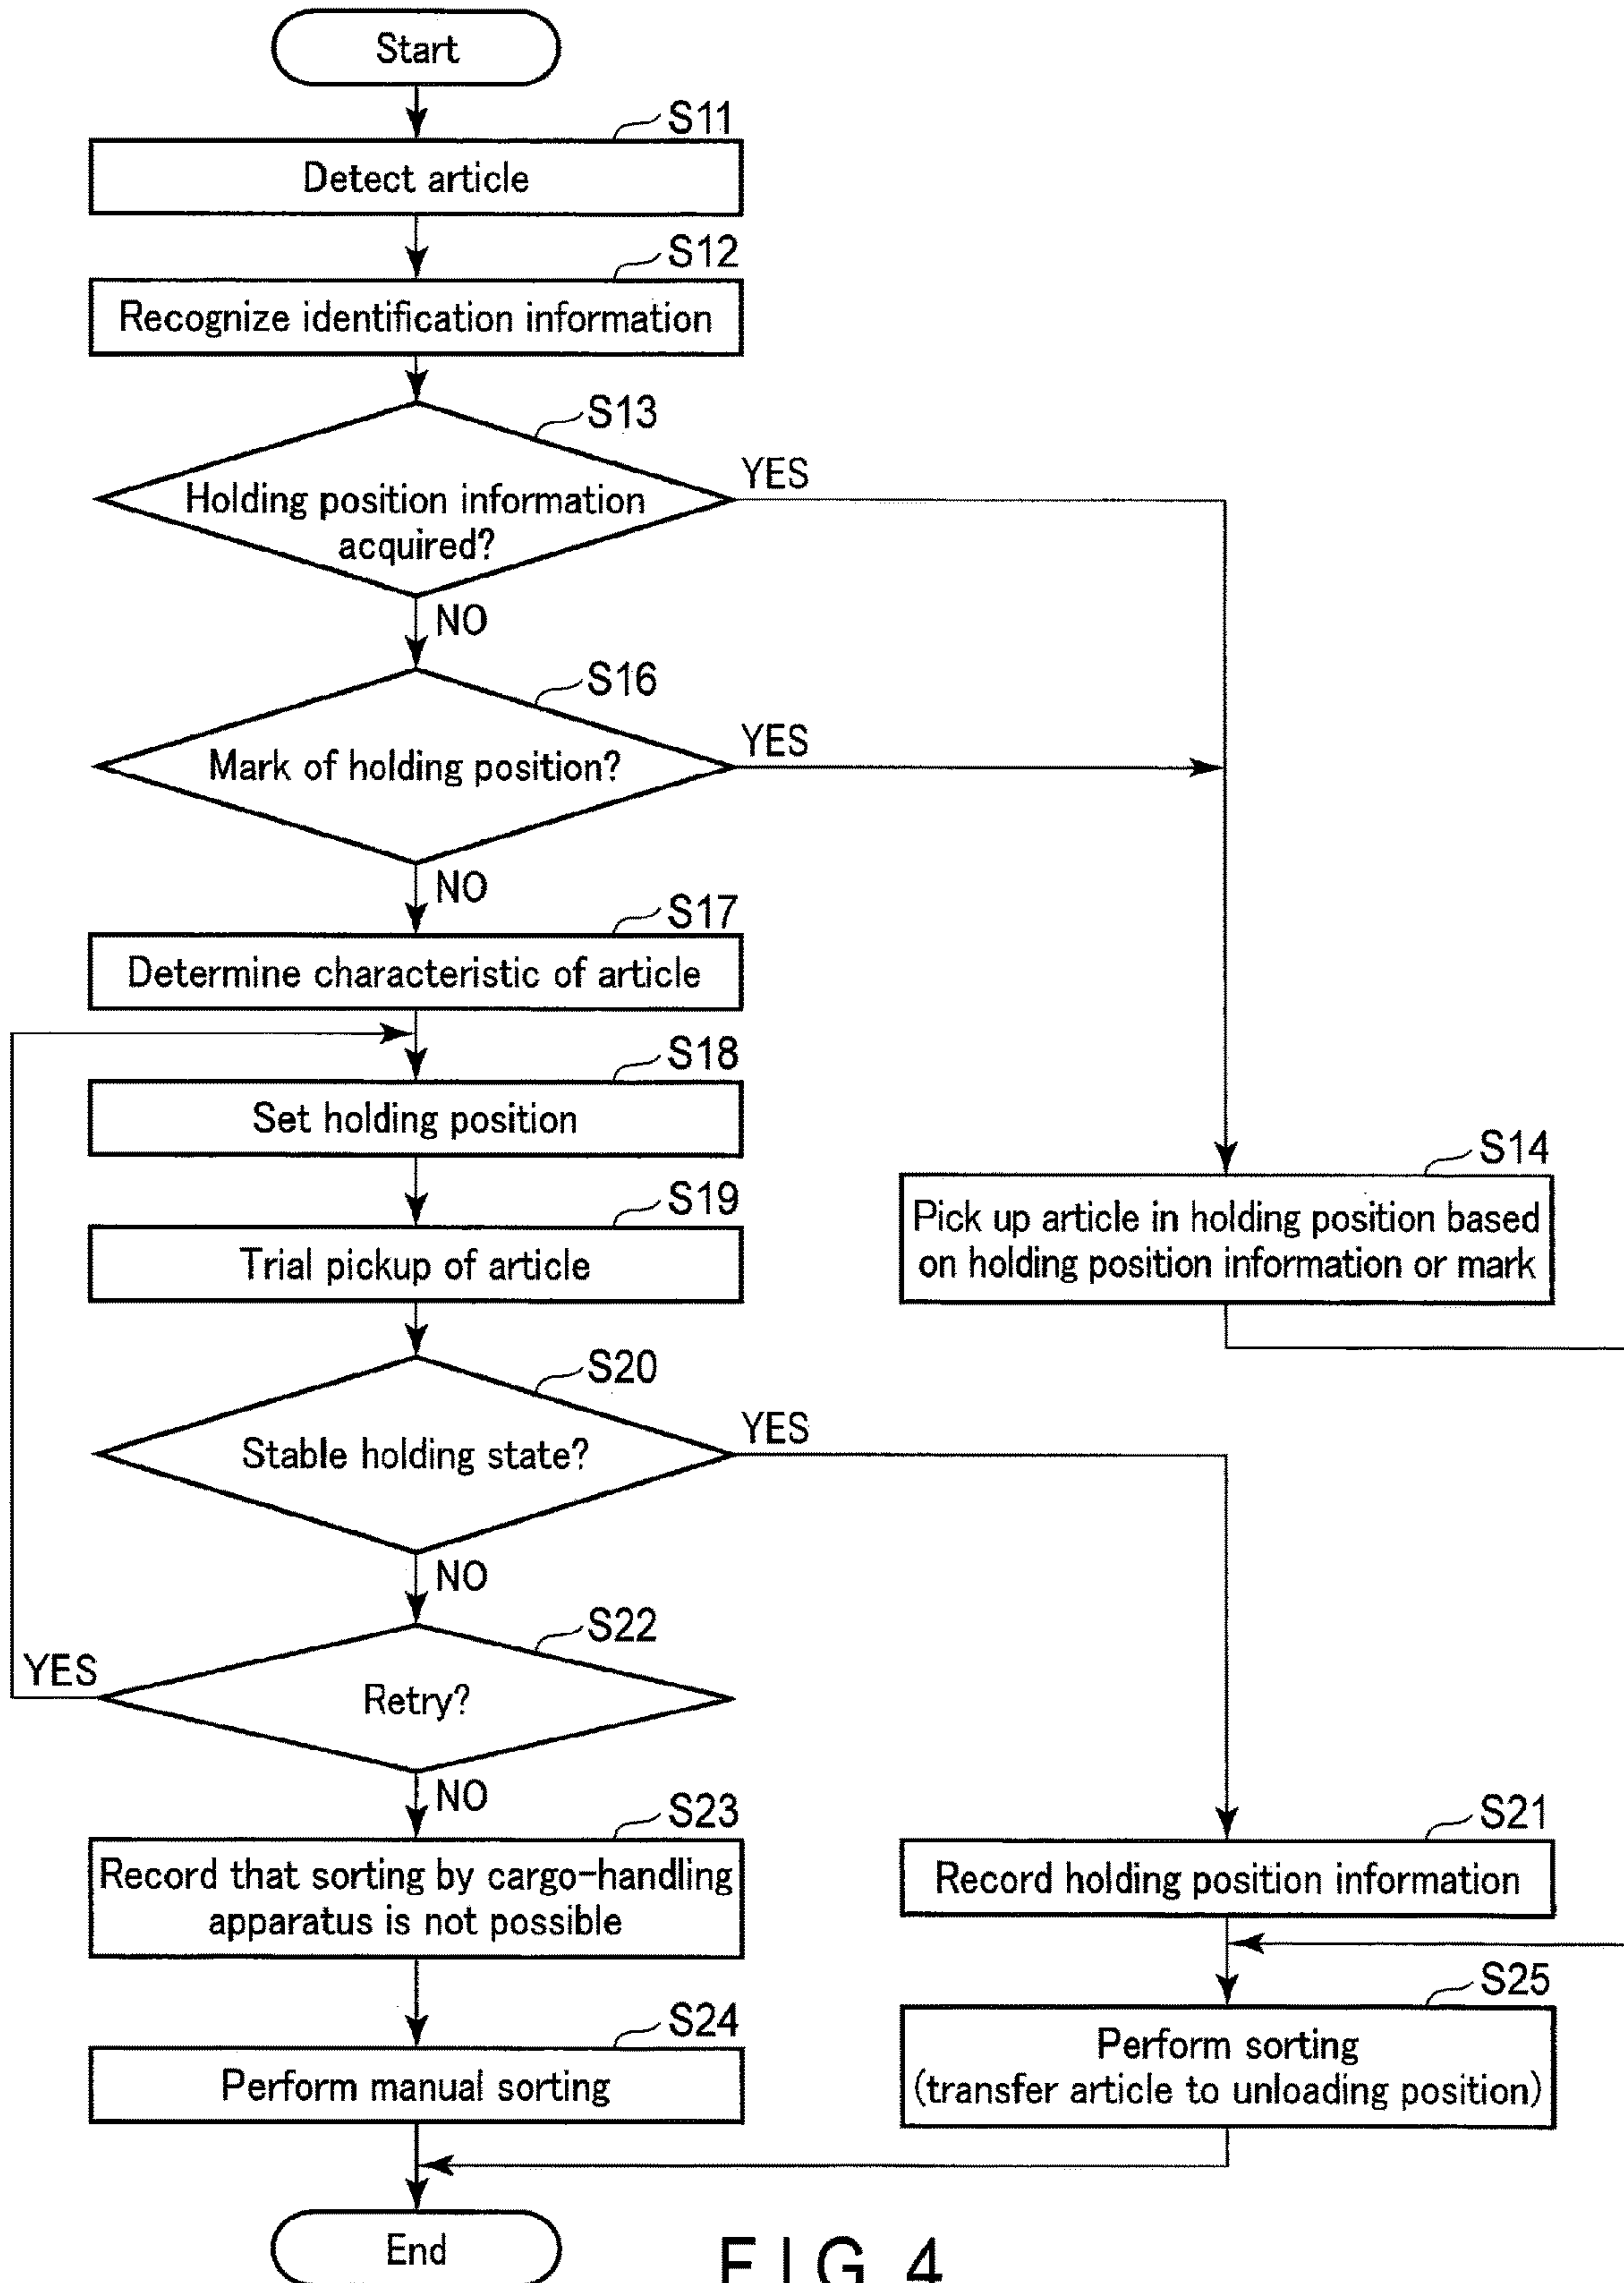 Start
S11
Detect article
S12
Recognize identification information
S13
YES
Holding position information
acquired?
NO
S16
YES
Mark of holding position?
NO
S17
Determine characteristic of article
S18
Set holding position
S14
Pick up article in holding position based
on holding position information or mark
S19
Trial pickup of article
S20
YES
Stable holding state?
NO
S22
YES
Retry?
NO
S23
Record that sorting by cargo-handling
apparatus is not possible
S21
Record holding position information
S24
Perform manual sorting
S25
Perform sorting
(transfer article to unloading position)
End
FIG. 4